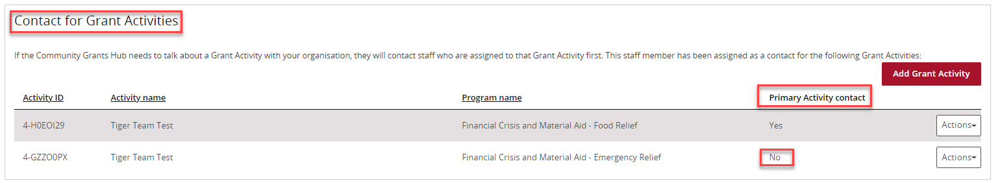 Contact for Grant Activities
If the Community Grants Hub needs to talk about a Grant Activity with your organisation, they will contact staff who are assigned to that Grant Activity first. This staff member has been assigned as a contact for the following Grant Activities:
Add Grant Activity
Activity ID Activity name Program name Primary Activity contact
4-H0EOI29 Tiger Team Test Financial Crisis and Material Aid - Food Relief Yes Actions
4-GZZO0PX Tiger Team Test Financial Crisis and Material Aid - Emergency Relief No Actions